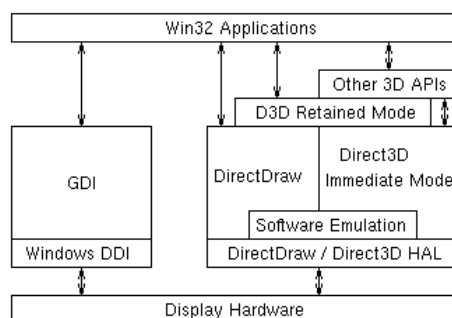 Win32 Applications
Other 3D APIs
D3D Retained Mode
GDI
DirectDraw
Direct3D
Immediate Mode
Software Emulation
Windows DDI
DirectDraw / Direct3D HAL
Display Hardware